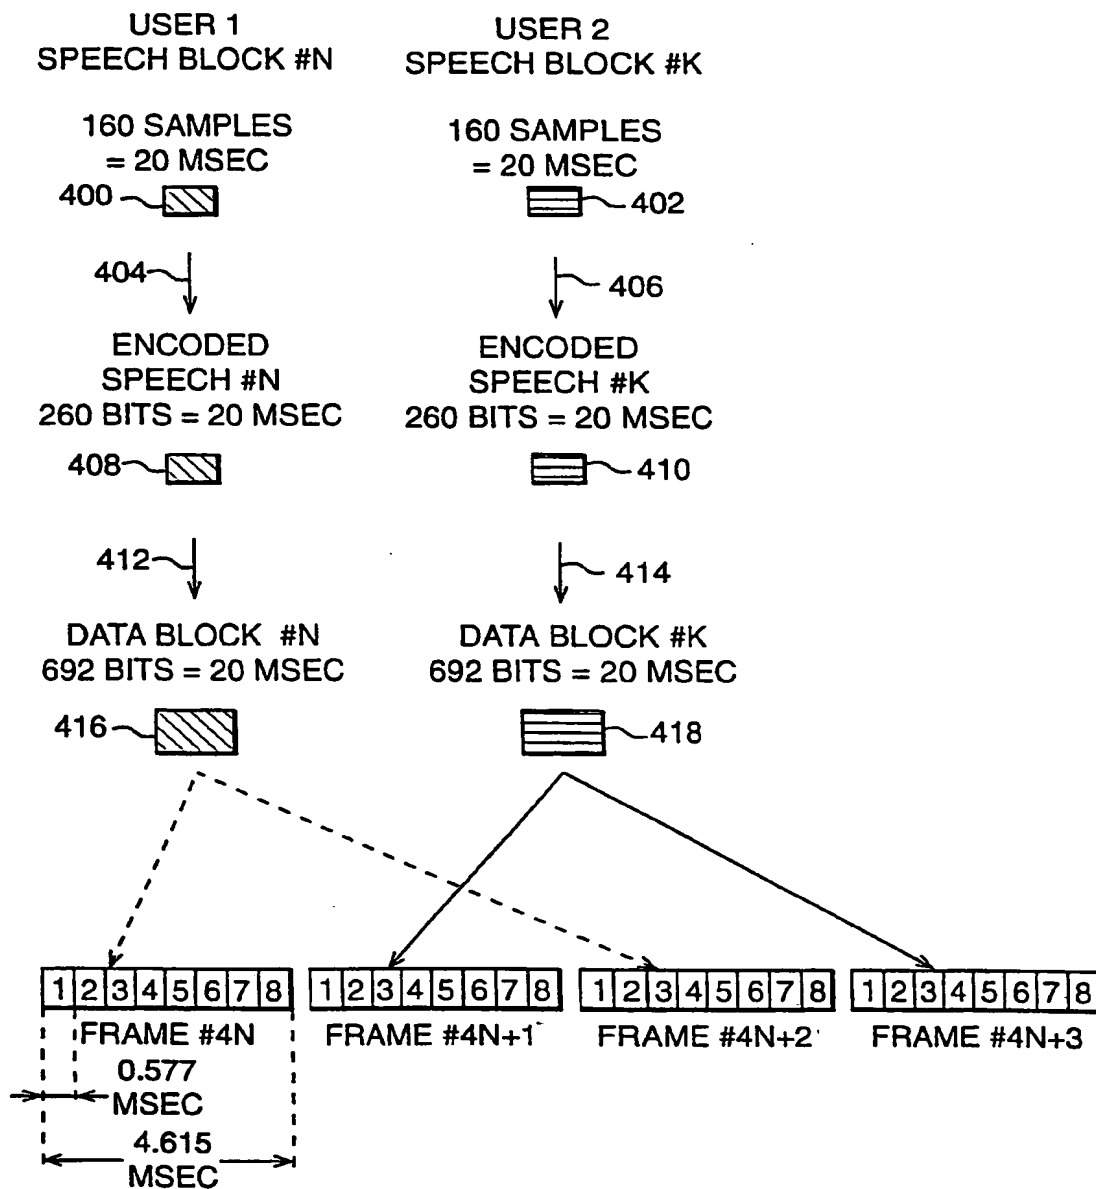 USER 1
SPEECH BLOCK #N
USER 2
SPEECH BLOCK #K
160 SAMPLES
= 20 MSEC
160 SAMPLES
= 20 MSEC
400
402
404
406
ENCODED
SPEECH #N
260 BITS = 20 MSEC
ENCODED
SPEECH #K
260 BITS = 20 MSEC
408
410
412
414
DATA BLOCK #N
692 BITS = 20 MSEC
DATA BLOCK #K
692 BITS = 20 MSEC
416
418
1 2 3 4 5 6 7 8
1 2 3 4 5 6 7 8
1 2 3 4 5 6 7 8
1 2 3 4 5 6 7 8
FRAME #4N
FRAME #4N+1
FRAME #4N+2
FRAME #4N+3
0.577
MSEC
4.615
MSEC